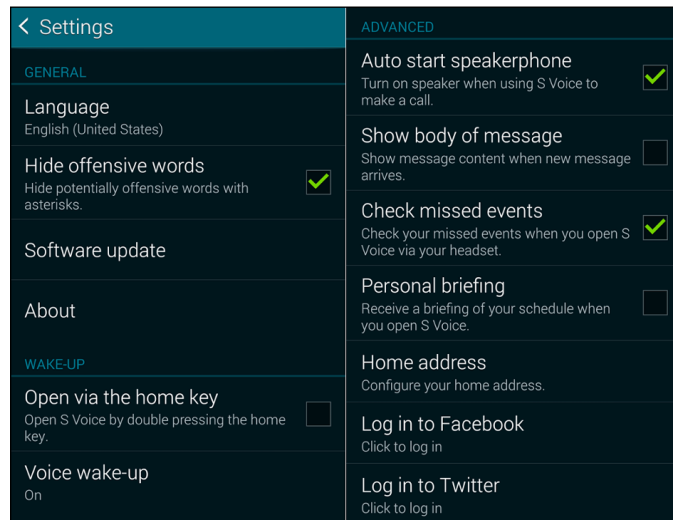 Settings
GENERAL
Language
English (United States)
Hide offensive words
Hide potentially offensive words with
asterisks.
Software update
About
WAKE-UP
Open via the home key
Open S Voice by double pressing the home
key.
Voice wake-up
On
ADVANCED
Auto start speakerphone
Turn on speaker when using S Voice to
make a call.
Show body of message
Show message content when new message
arrives.
Check missed events
Check your missed events when you open S
Voice via your headset.
Personal briefing
Receive a briefing of your schedule when
you open S Voice.
Home address
Configure your home address.
Log in to Facebook
Click to log in
Log in to Twitter
Click to log in